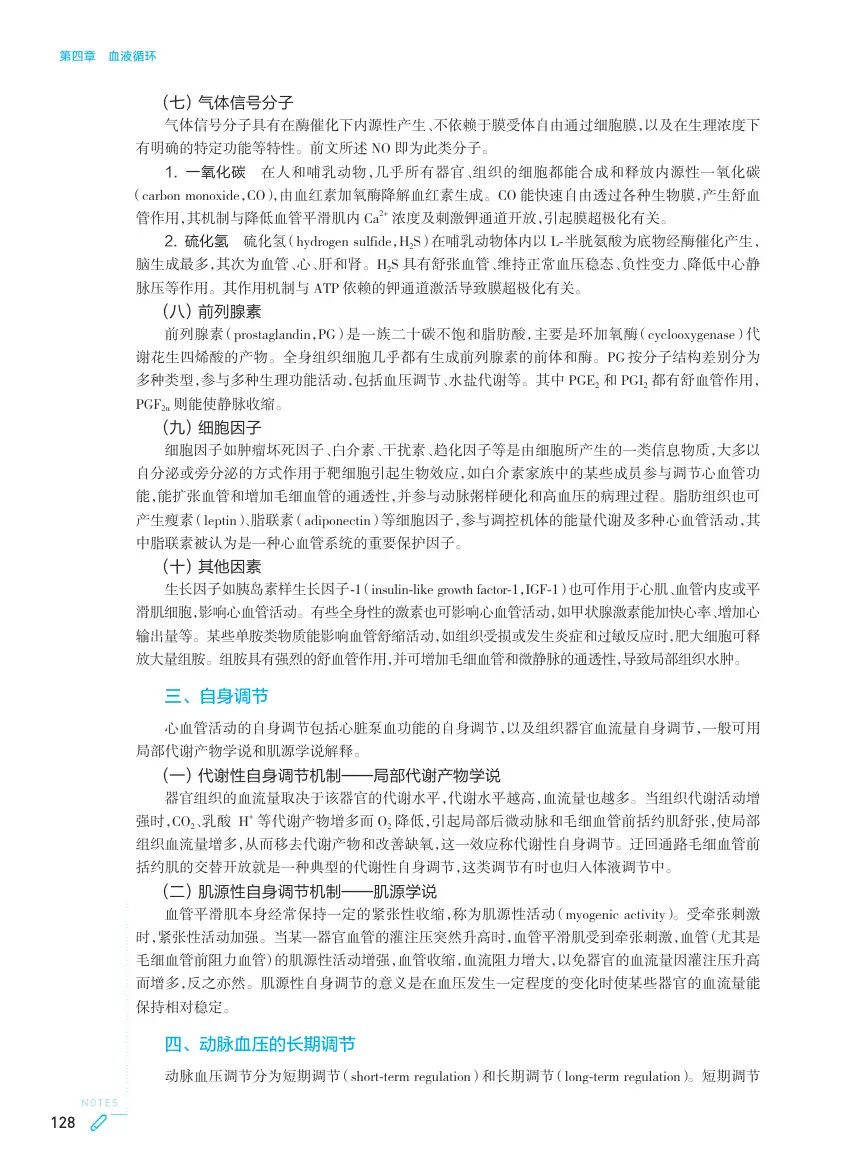 第四章 血液循环
（七）气体信号分子
气体信号分子具有在酶催化下内源性产生、不依赖于膜受体自由通过细胞膜,以及在生理浓度下
有明确的特定功能等特性。前文所述 NO 即为此类分子。
1. 一氧化碳 在人和哺乳动物,几乎所有器官、组织的细胞都能合成和释放内源性一氧化碳
（carbon monoxide,CO）,由血红素加氧酶降解血红素生成。CO 能快速自由透过各种生物膜,产生舒血
管作用,其机制与降低血管平滑肌内 Ca²⁺ 浓度及刺激钾通道开放,引起膜超极化有关。
2. 硫化氢 硫化氢（hydrogen sulfide,H₂S）在哺乳动物体内以 L-半胱氨酸为底物经酶催化产生,
脑生成最多,其次为血管、心、肝和肾。H₂S 具有舒张血管、维持正常血压稳态、负性变力、降低中心静
脉压等作用。其作用机制与 ATP 依赖的钾通道激活导致膜超极化有关。
（八）前列腺素
前列腺素（prostaglandin,PG）是一族二十碳不饱和脂肪酸,主要是环加氧酶（cyclooxygenase）代
谢花生四烯酸的产物。全身组织细胞几乎都有生成前列腺素的前体和酶。PG 按分子结构差别分为
多种类型,参与多种生理功能活动,包括血压调节、水盐代谢等。其中 PGE₂ 和 PGI₂ 都有舒血管作用,
PGF₂α 则能使静脉收缩。
（九）细胞因子
细胞因子如肿瘤坏死因子、白介素、干扰素、趋化因子等是由细胞所产生的一类信息物质,大多以
自分泌或旁分泌的方式作用于靶细胞引起生物效应,如白介素家族中的某些成员参与调节心血管功
能,能扩张血管和增加毛细血管的通透性,并参与动脉粥样硬化和高血压的病理过程。脂肪组织也可
产生瘦素（leptin）、脂联素（adiponectin）等细胞因子,参与调控机体的能量代谢及多种心血管活动,其
中脂联素被认为是一种心血管系统的重要保护因子。
（十）其他因素
生长因子如胰岛素样生长因子-1（insulin-like growth factor-1,IGF-1）也可作用于心肌、血管内皮或平
滑肌细胞,影响心血管活动。有些全身性的激素也可影响心血管活动,如甲状腺激素能加快心率、增加心
输出量等。某些单胺类物质能影响血管舒缩活动,如组织受损或发生炎症和过敏反应时,肥大细胞可释
放大量组胺。组胺具有强烈的舒血管作用,并可增加毛细血管和微静脉的通透性,导致局部组织水肿。
三、自身调节
心血管活动的自身调节包括心脏泵血功能的自身调节,以及组织器官血流量自身调节,一般可用
局部代谢产物学说和肌源学说解释。
（一）代谢性自身调节机制——局部代谢产物学说
器官组织的血流量取决于该器官的代谢水平,代谢水平越高,血流量也越多。当组织代谢活动增
强时,CO₂、乳酸 H⁺ 等代谢产物增多而 O₂ 降低,引起局部后微动脉和毛细血管前括约肌舒张,使局部
组织血流量增多,从而移去代谢产物和改善缺氧,这一效应称代谢性自身调节。迂回通路毛细血管前
括约肌的交替开放就是一种典型的代谢性自身调节,这类调节有时也归入体液调节中。
（二）肌源性自身调节机制——肌源学说
血管平滑肌本身经常保持一定的紧张性收缩,称为肌源性活动（myogenic activity）。受牵张刺激
时,紧张性活动加强。当某一器官血管的灌注压突然升高时,血管平滑肌受到牵张刺激,血管（尤其是
毛细血管前阻力血管）的肌源性活动增强,血管收缩,血流阻力增大,以免器官的血流量因灌注压升高
而增多,反之亦然。肌源性自身调节的意义是在血压发生一定程度的变化时使某些器官的血流量能
保持相对稳定。
四、动脉血压的长期调节
动脉血压调节分为短期调节（short-term regulation）和长期调节（long-term regulation）。短期调节
NOTES
128